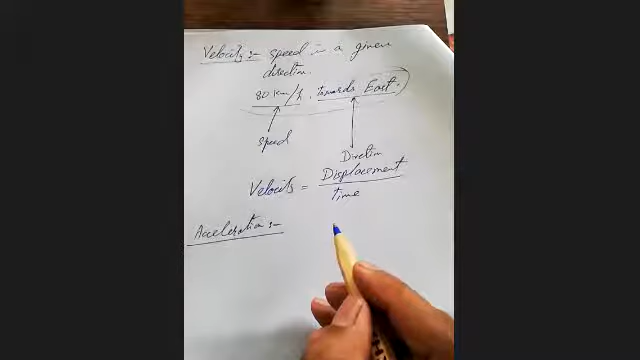 Velocity :- speed in a given
direction.
80 km/h, towards East.
speed
Direction
Velocity = Displacement
time
Acceleration :-